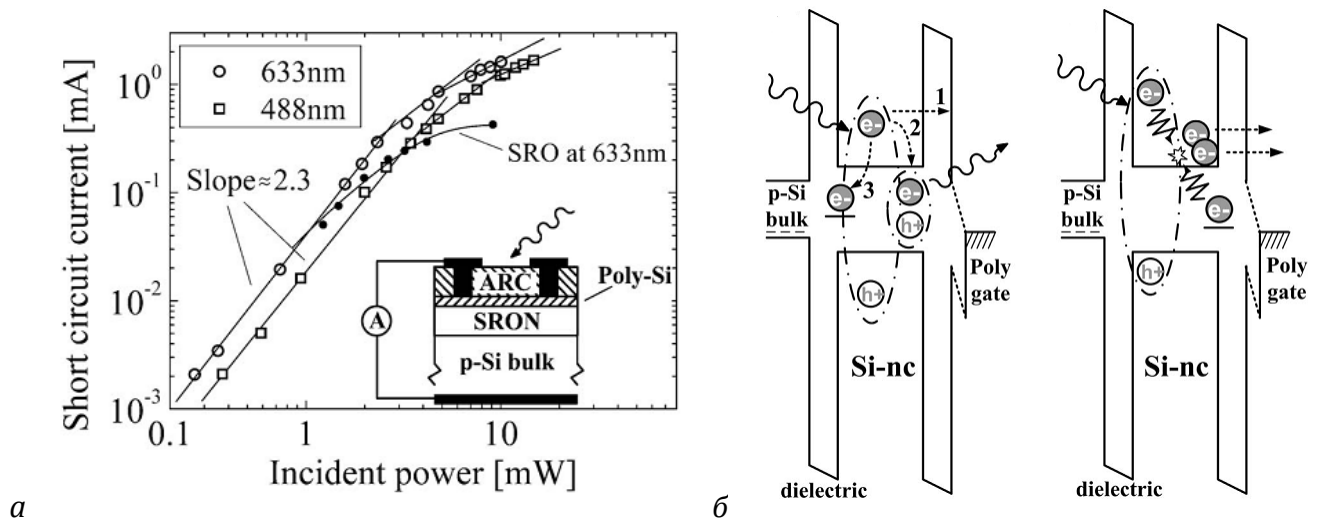 Short circuit current [mA]
10⁰
10⁻¹
10⁻²
10⁻³
633nm
488nm
SRO at 633nm
Slope≈2.3
A
ARC
Poly-Si
SRON
p-Si bulk
0.1
1
10
Incident power [mW]
а
б
e-
1
2
3
e-
e-
h+
h+
p-Si
bulk
Poly
gate
Si-nc
dielectric
e-
e-
e-
e-
h+
p-Si
bulk
Poly
gate
Si-nc
dielectric